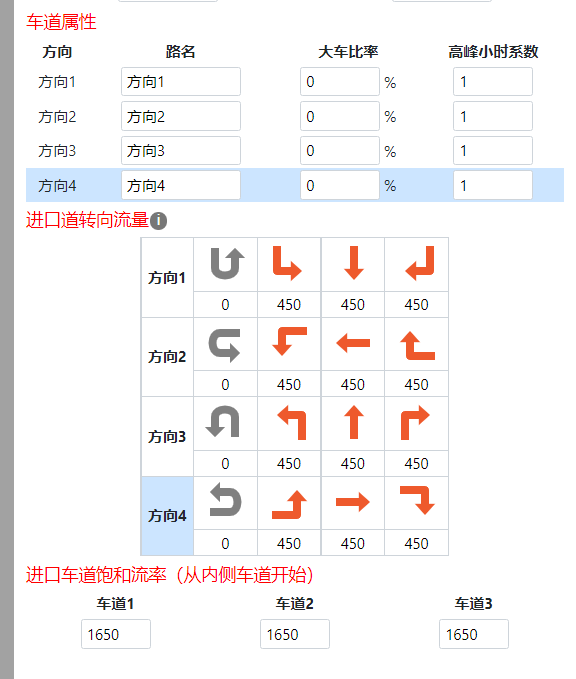 车道属性
方向 路名 大车比率 高峰小时系数
方向1 方向1 0 % 1
方向2 方向2 0 % 1
方向3 方向3 0 % 1
方向4 方向4 0 % 1
进口道转向流量
方向1
0 450 450 450
方向2
0 450 450 450
方向3
0 450 450 450
方向4
0 450 450 450
进口车道饱和流率（从内侧车道开始）
车道1 车道2 车道3
1650 1650 1650